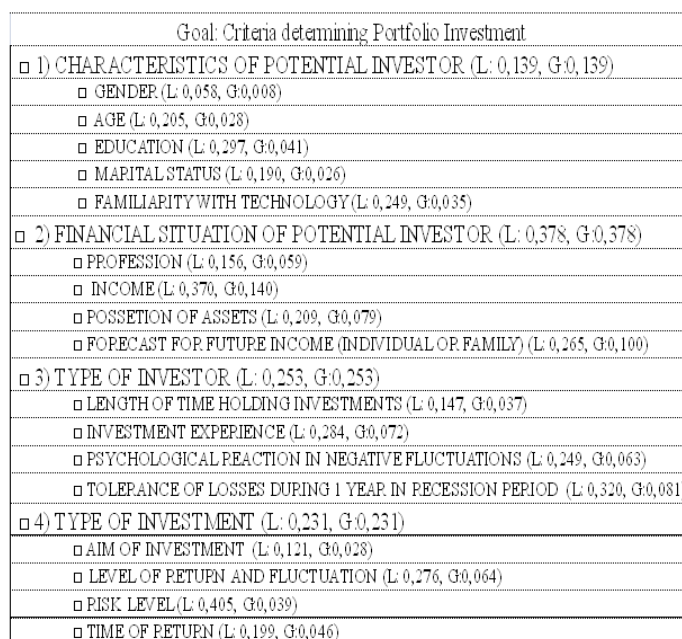 Goal: Criteria determining Portfolio Investment
1) CHARACTERISTICS OF POTENTIAL INVESTOR (L: 0,139, G:0,139)
GENDER (L: 0,058, G:0,008)
AGE (L: 0,205, G:0,028)
EDUCATION (L: 0,297, G:0,041)
MARITAL STATUS (L: 0,190, G:0,026)
FAMILIARITY WITH TECHNOLOGY (L: 0,249, G:0,035)
2) FINANCIAL SITUATION OF POTENTIAL INVESTOR (L: 0,378, G:0,378)
PROFESSION (L: 0,156, G:0,059)
INCOME (L: 0,370, G:0,140)
POSSETION OF ASSETS (L: 0,209, G:0,079)
FORECAST FOR FUTURE INCOME (INDIVIDUAL OR FAMILY) (L: 0,265, G:0,100)
3) TYPE OF INVESTOR (L: 0,253, G:0,253)
LENGTH OF TIME HOLDING INVESTMENTS (L: 0,147, G:0,037)
INVESTMENT EXPERIENCE (L: 0,284, G:0,072)
PSYCHOLOGICAL REACTION IN NEGATIVE FLUCTUATIONS (L: 0,249, G:0,063)
TOLERANCE OF LOSSES DURING 1 YEAR IN RECESSION PERIOD (L: 0,320, G:0,081)
4) TYPE OF INVESTMENT (L: 0,231, G:0,231)
AIM OF INVESTMENT (L: 0,121, G:0,028)
LEVEL OF RETURN AND FLUCTUATION (L: 0,276, G:0,064)
RISK LEVEL (L: 0,405, G:0,039)
TIME OF RETURN (L: 0,199, G:0,046)